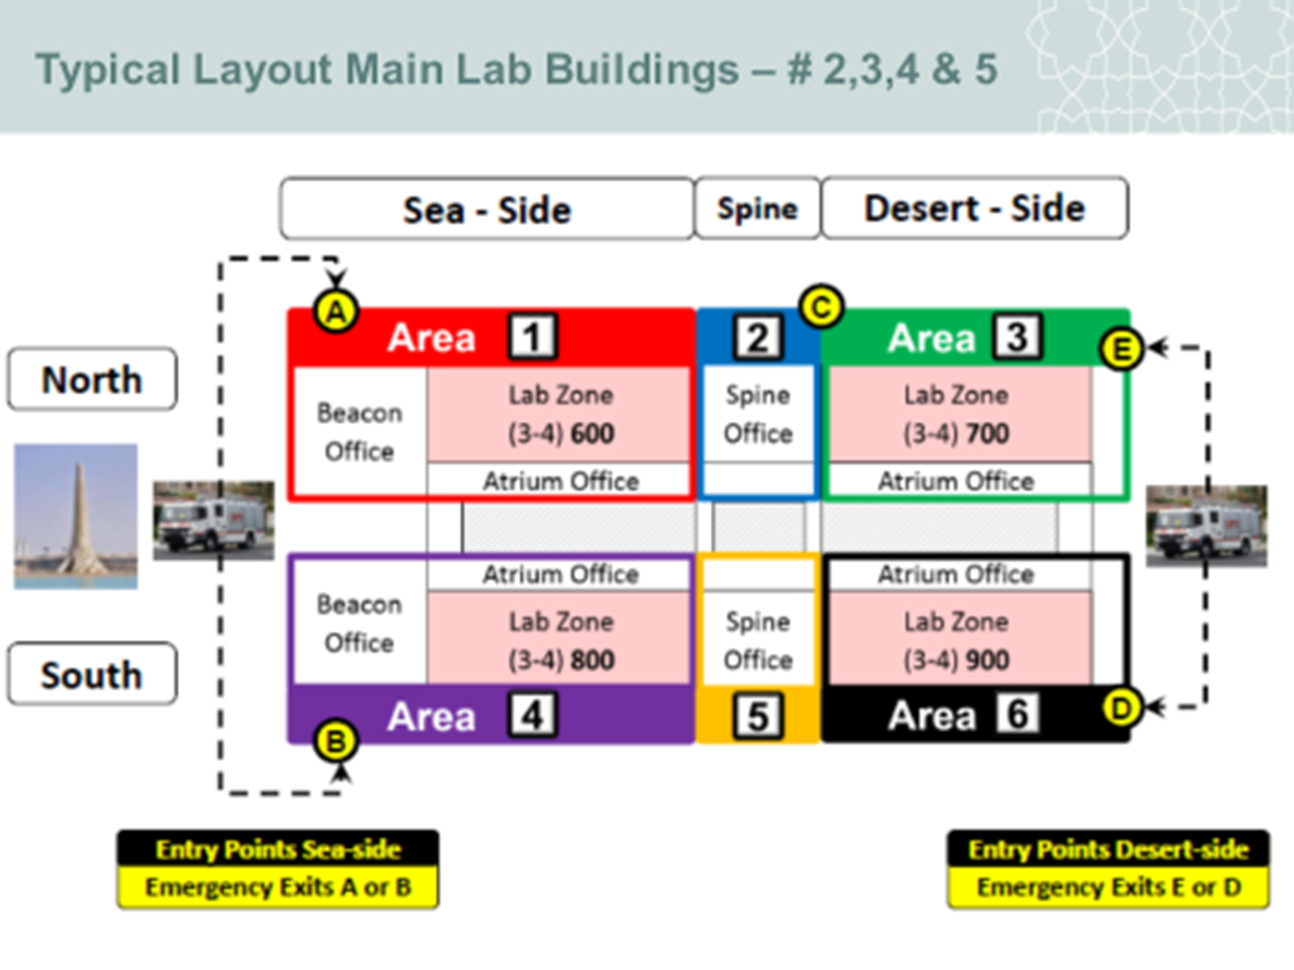 Typical Layout Main Lab Buildings – # 2,3,4 & 5
Sea - Side
Spine
Desert - Side
A
C
Area 1
2
Area 3
E
North
Beacon
Office
Lab Zone
(3-4) 600
Atrium Office
Spine
Office
Lab Zone
(3-4) 700
Atrium Office
South
Beacon
Office
Atrium Office
Lab Zone
(3-4) 800
Spine
Office
Atrium Office
Lab Zone
(3-4) 900
Area 4
5
Area 6
D
B
Entry Points Sea-side
Emergency Exits A or B
Entry Points Desert-side
Emergency Exits E or D